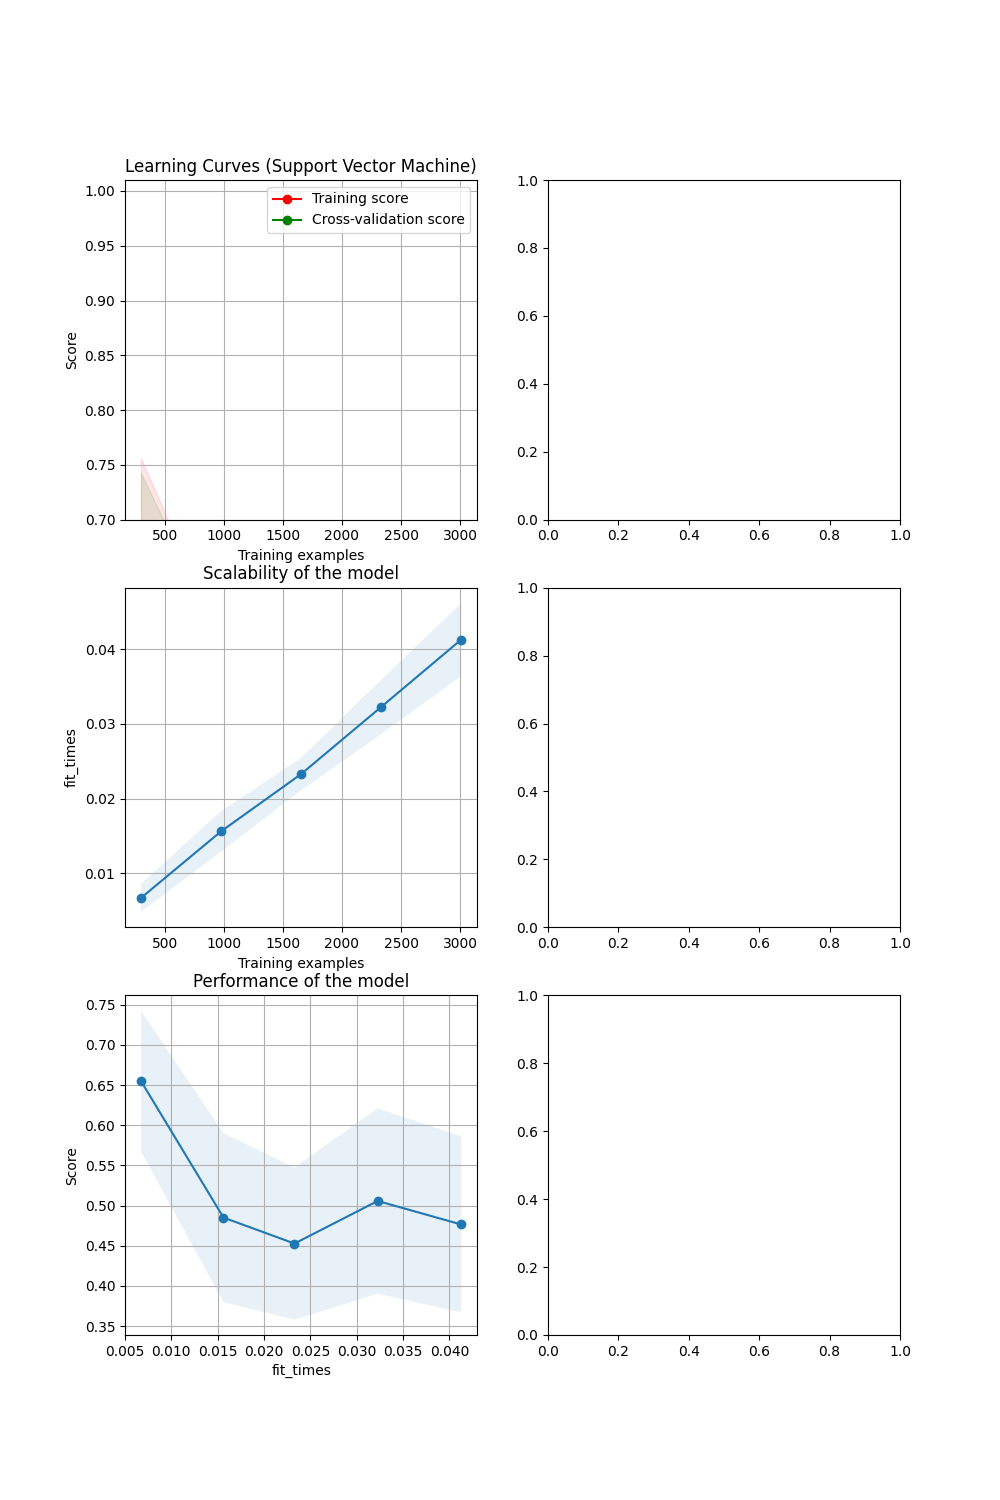 Learning Curves (Support Vector Machine)
1.00
0.95
0.90
0.85
0.80
0.75
0.70
Score
Training score
Cross-validation score
500 1000 1500 2000 2500 3000
Training examples
1.0
0.8
0.6
0.4
0.2
0.0
0.0 0.2 0.4 0.6 0.8 1.0
Scalability of the model
0.04
0.03
0.02
0.01
fit_times
500 1000 1500 2000 2500 3000
Training examples
1.0
0.8
0.6
0.4
0.2
0.0
0.0 0.2 0.4 0.6 0.8 1.0
Performance of the model
0.75
0.70
0.65
0.60
0.55
0.50
0.45
0.40
0.35
Score
0.005 0.010 0.015 0.020 0.025 0.030 0.035 0.040
fit_times
1.0
0.8
0.6
0.4
0.2
0.0
0.0 0.2 0.4 0.6 0.8 1.0